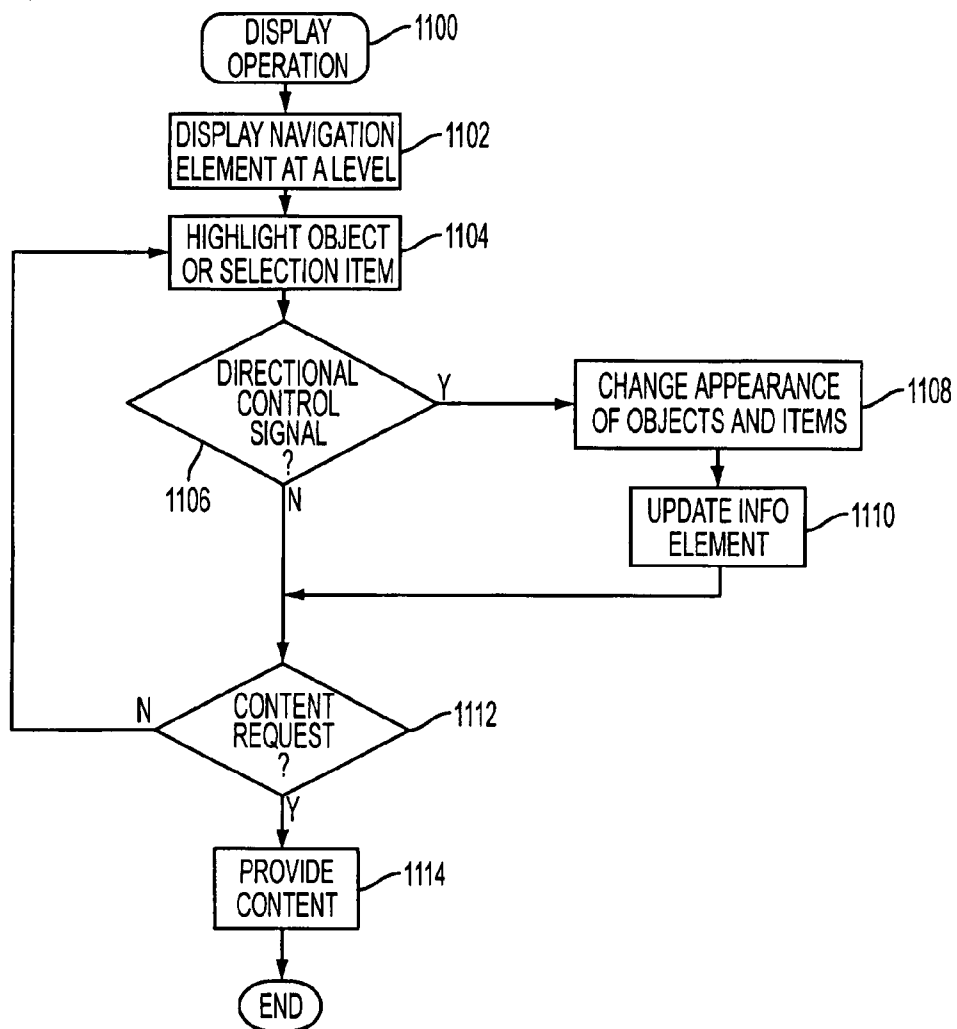 DISPLAY
OPERATION
1100
DISPLAY NAVIGATION
ELEMENT AT A LEVEL
1102
HIGHLIGHT OBJECT
OR SELECTION ITEM
1104
DIRECTIONAL
CONTROL
SIGNAL
?
1106
Y
N
CHANGE APPEARANCE
OF OBJECTS AND ITEMS
1108
UPDATE INFO
ELEMENT
1110
CONTENT
REQUEST
?
1112
N
Y
PROVIDE
CONTENT
1114
END